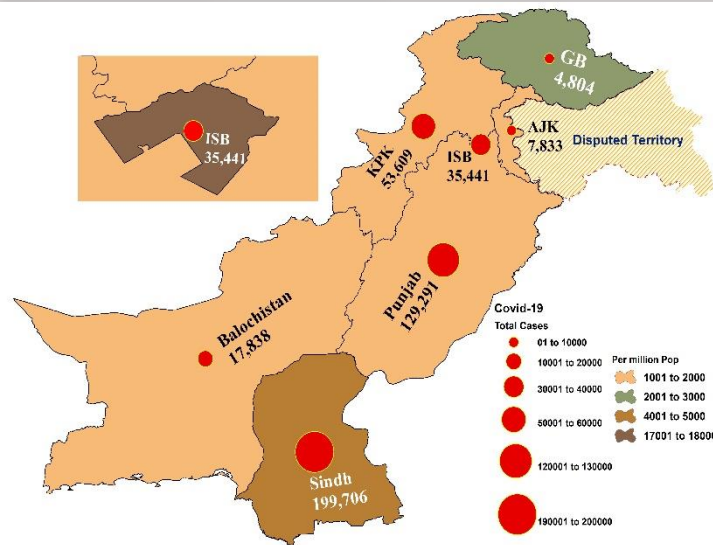 GB
4,804
ISB
35,441
AJK
7,833
Disputed Territory
KPK
53,609
ISB
35,441
Punjab
129,291
Balochistan
17,838
Sindh
199,706
Covid-19
Total Cases
01 to 10000
10001 to 20000
30001 to 40000
50001 to 60000
120001 to 130000
190001 to 200000
Per million Pop
1001 to 2000
2001 to 3000
4001 to 5000
17001 to 18000